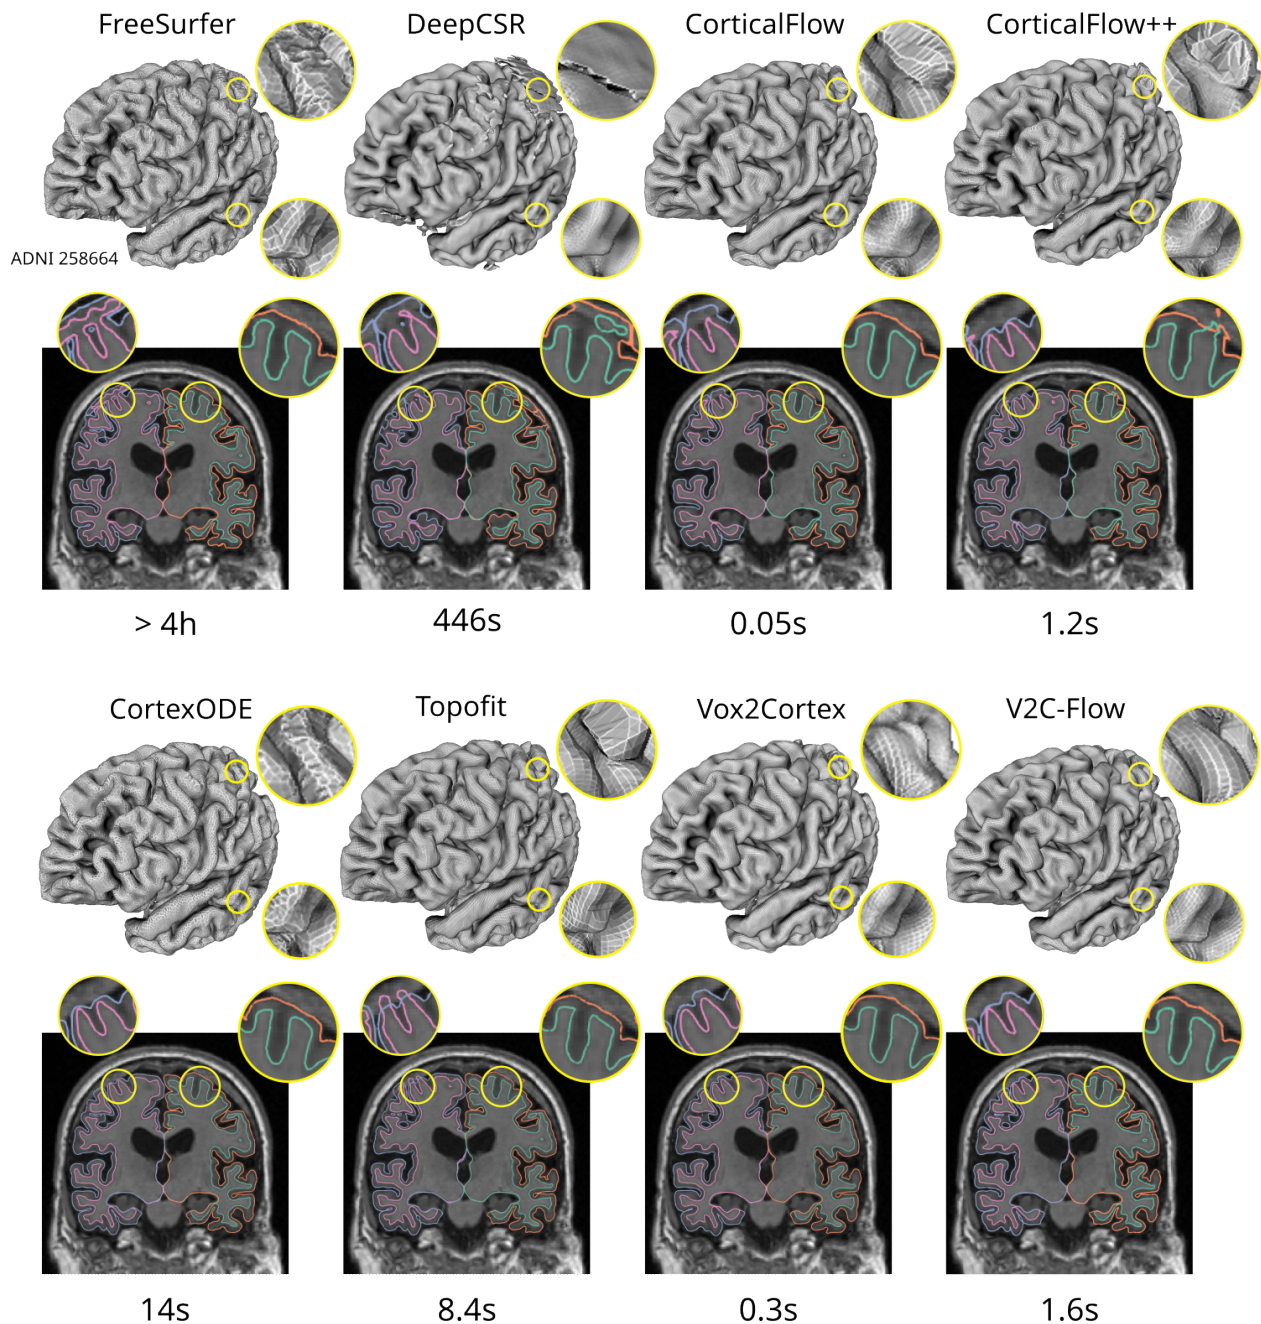 FreeSurfer DeepCSR CorticalFlow CorticalFlow++
ADNI 258664
> 4h 446s 0.05s 1.2s
CortexODE Topofit Vox2Cortex V2C-Flow
14s 8.4s 0.3s 1.6s